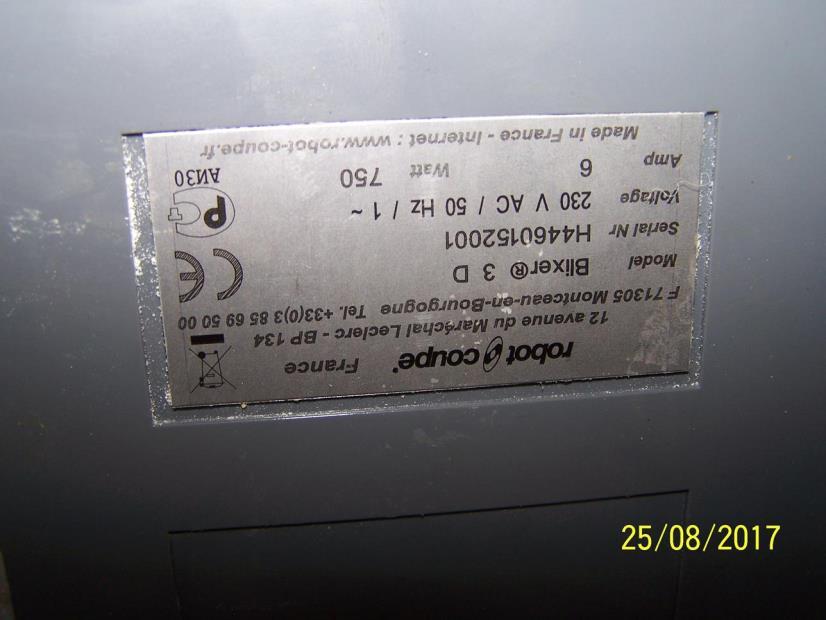 robot coupe® France
12 avenue du Maréchal Leclerc - BP 134
F 71305 Montceau-en-Bourgogne Tel. +33(0)3 85 69 50 00
Model Blixer® 3 D
Serial Nr H4460152001
Voltage 230 V AC / 50 Hz / 1 ~
Amp 6 Watt 750
АИ30
Made in France - Internet : www.robot-coupe.fr
CE
25/08/2017